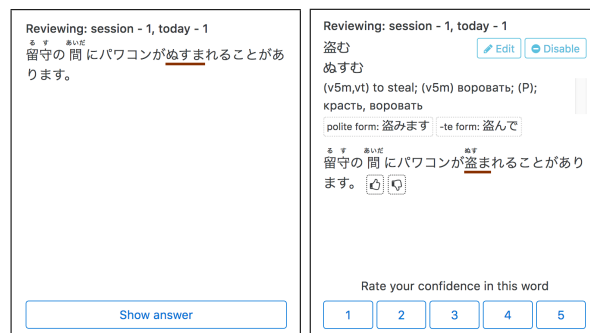 Reviewing: session - 1, today - 1
るす あいだ
留守の間にパワコンがぬすまれることがあ
ります。
Show answer
Reviewing: session - 1, today - 1
盗む
Edit
Disable
ぬすむ
(v5m,vt) to steal; (v5m) воровать; (P);
красть, воровать
polite form: 盗みます
-te form: 盗んで
るす あいだ ぬす
留守の間にパワコンが盗まれることがあり
ます。
Rate your confidence in this word
1 2 3 4 5